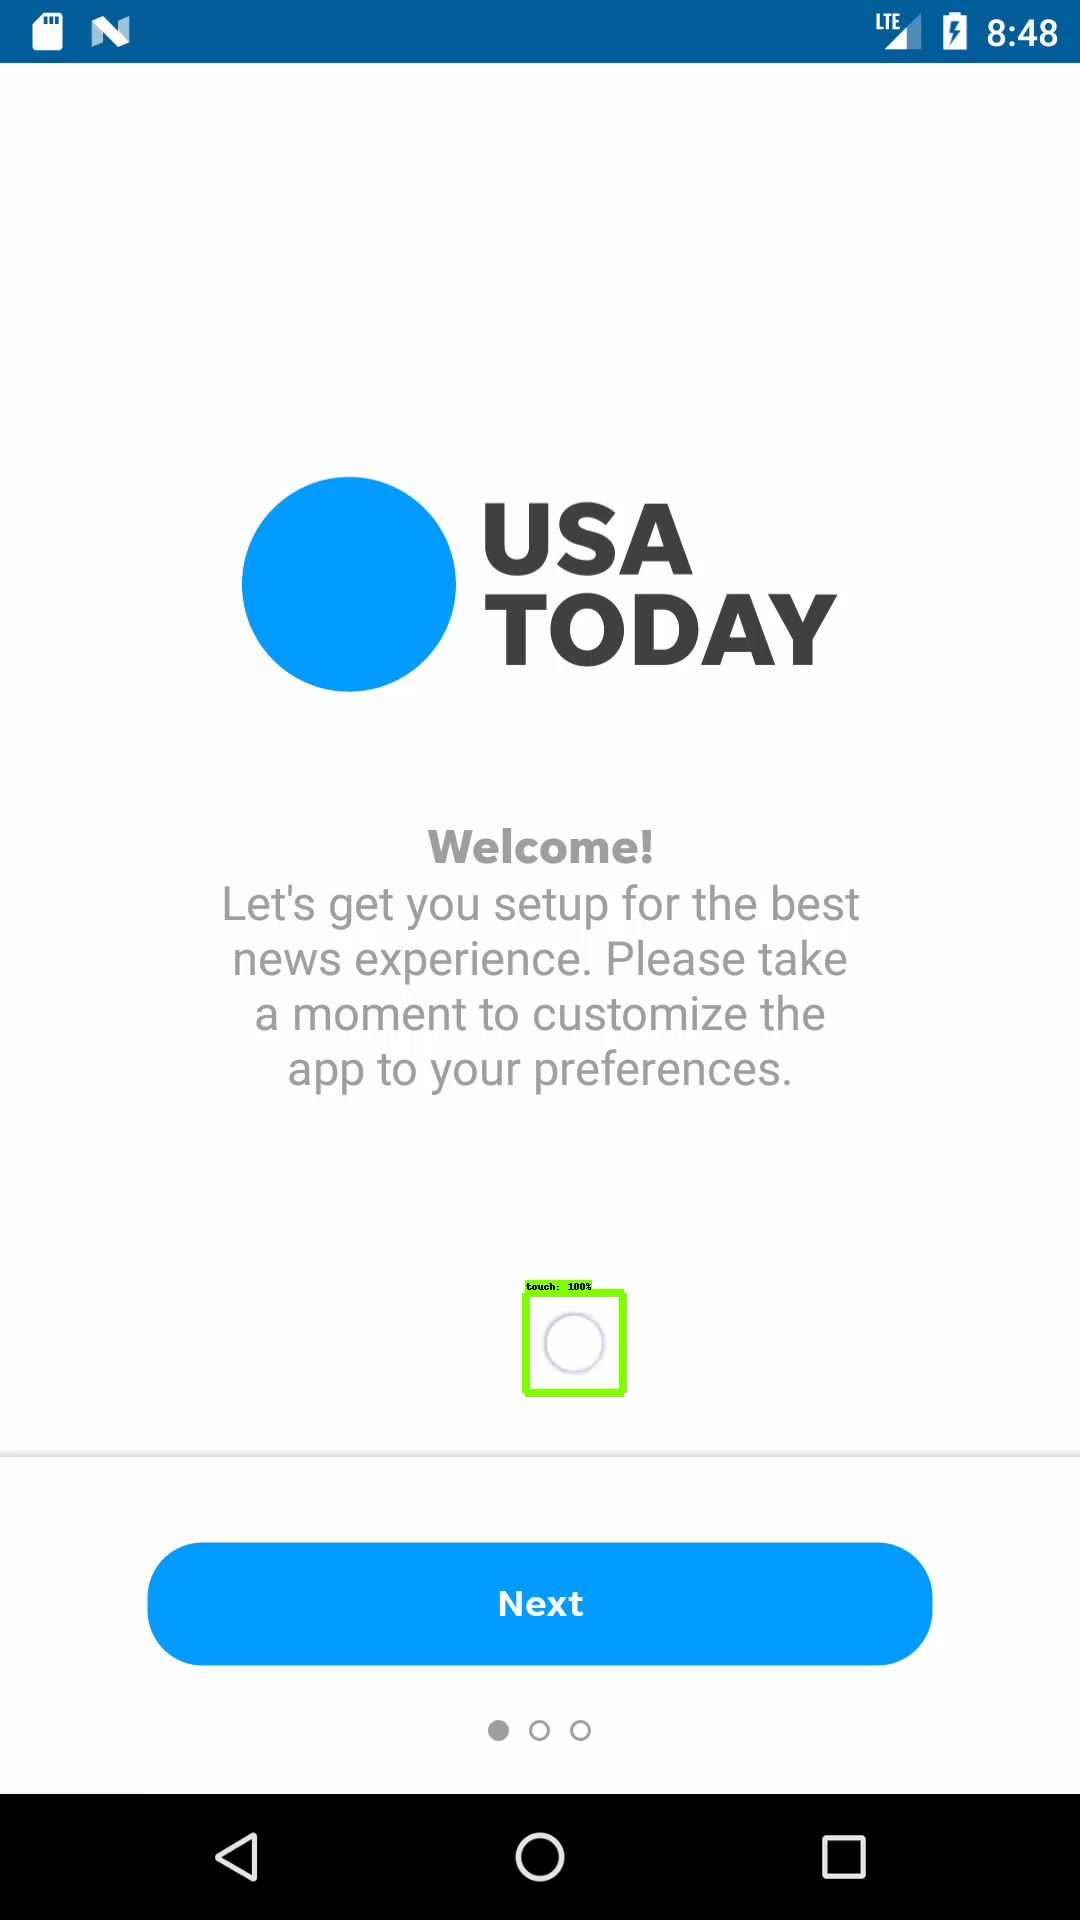 LTE 8:48
USA
TODAY
Welcome!
Let's get you setup for the best
news experience. Please take
a moment to customize the
app to your preferences.
touch: 100%
Next